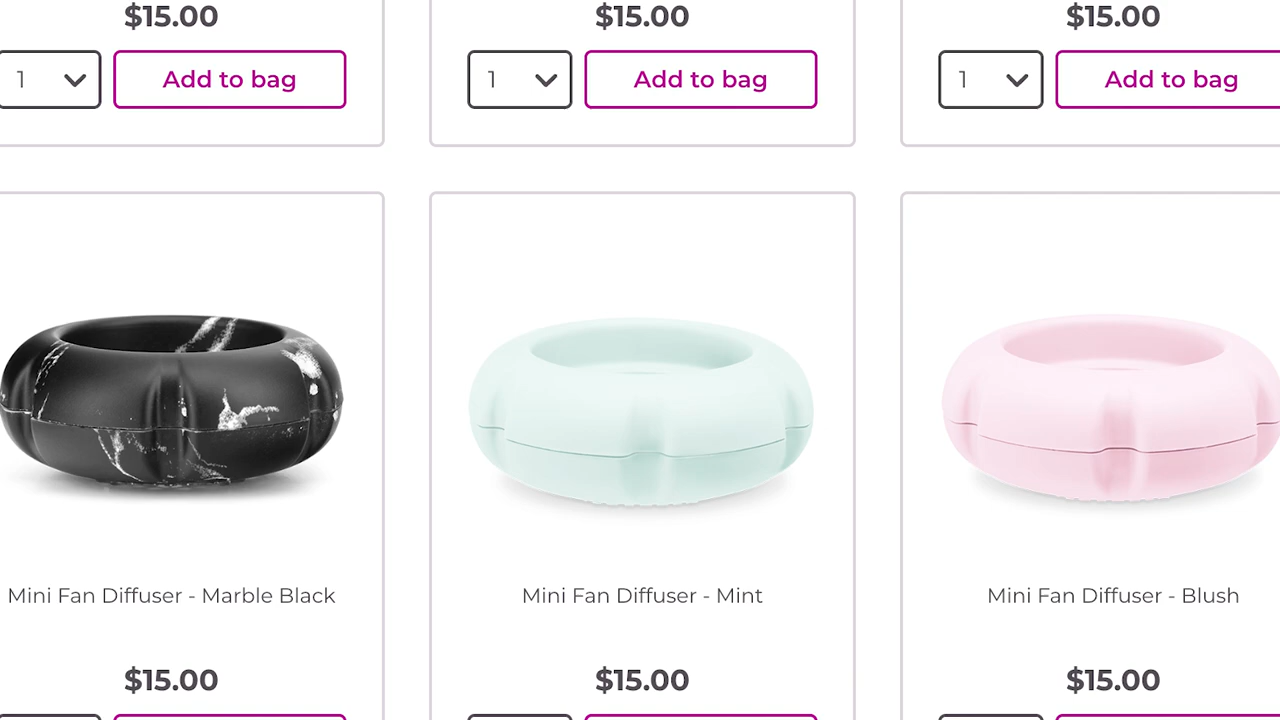 $15.00 $15.00 $15.00
1 Add to bag 1 Add to bag 1 Add to bag
Mini Fan Diffuser - Marble Black Mini Fan Diffuser - Mint Mini Fan Diffuser - Blush
$15.00 $15.00 $15.00